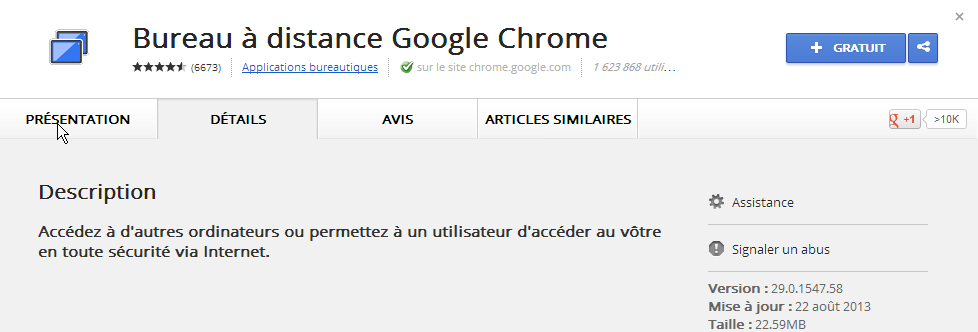 Bureau à distance Google Chrome
(6673) Applications bureautiques sur le site chrome.google.com 1 623 868 utili...
+ GRATUIT
PRÉSENTATION DÉTAILS AVIS ARTICLES SIMILAIRES
g +1 >10K
Description
Accédez à d'autres ordinateurs ou permettez à un utilisateur d'accéder au vôtre
en toute sécurité via Internet.
Assistance
Signaler un abus
Version : 29.0.1547.58
Mise à jour : 22 août 2013
Taille : 22.59MB